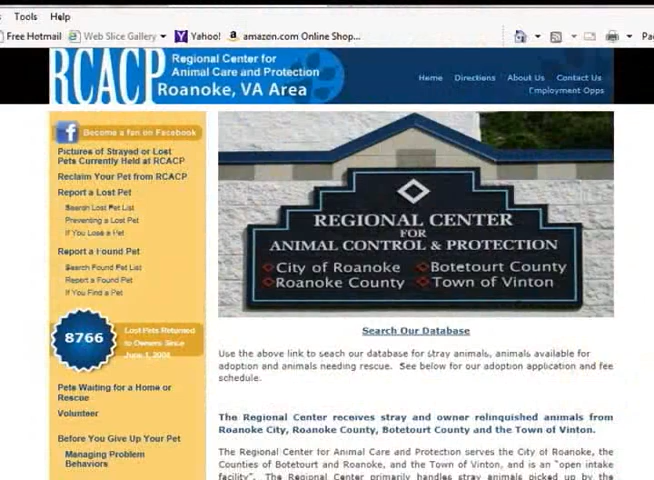 Tools Help
Free Hotmail Web Slice Gallery Yahoo! amazon.com Online Shop...
RCACP
Regional Center for
Animal Care and Protection
Roanoke, VA Area
Home Directions About Us Contact Us
Employment Opps
Become a fan on Facebook
Pictures of Strayed or Lost
Pets Currently Held at RCACP
Reclaim Your Pet from RCACP
Report a Lost Pet
Search Lost Pet List
Preventing a Lost Pet
If You Lose a Pet
Report a Found Pet
Search Found Pet List
Report a Found Pet
If You Find a Pet
8766
Lost Pets Returned
to Owners Since
June 1, 2004
Pets Waiting for a Home or
Rescue
Volunteer
Before You Give Up Your Pet
Managing Problem
Behaviors
REGIONAL CENTER
FOR
ANIMAL CONTROL & PROTECTION
City of Roanoke Botetourt County
Roanoke County Town of Vinton
Search Our Database
Use the above link to seach our database for stray animals, animals available for
adoption and animals needing rescue. See below for our adoption application and fee
schedule.
The Regional Center receives stray and owner relinquished animals from
Roanoke City, Roanoke County, Botetourt County and the Town of Vinton.
The Regional Center for Animal Care and Protection serves the City of Roanoke, the
Counties of Botetourt and Roanoke, and the Town of Vinton, and is an "open intake
facility". The Regional Center primarily handles stray animals picked up by the